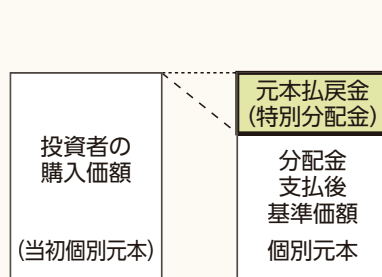 投資者の
購入価額
(当初個別元本)
元本払戻金
(特別分配金)
分配金
支払後
基準価額
個別元本